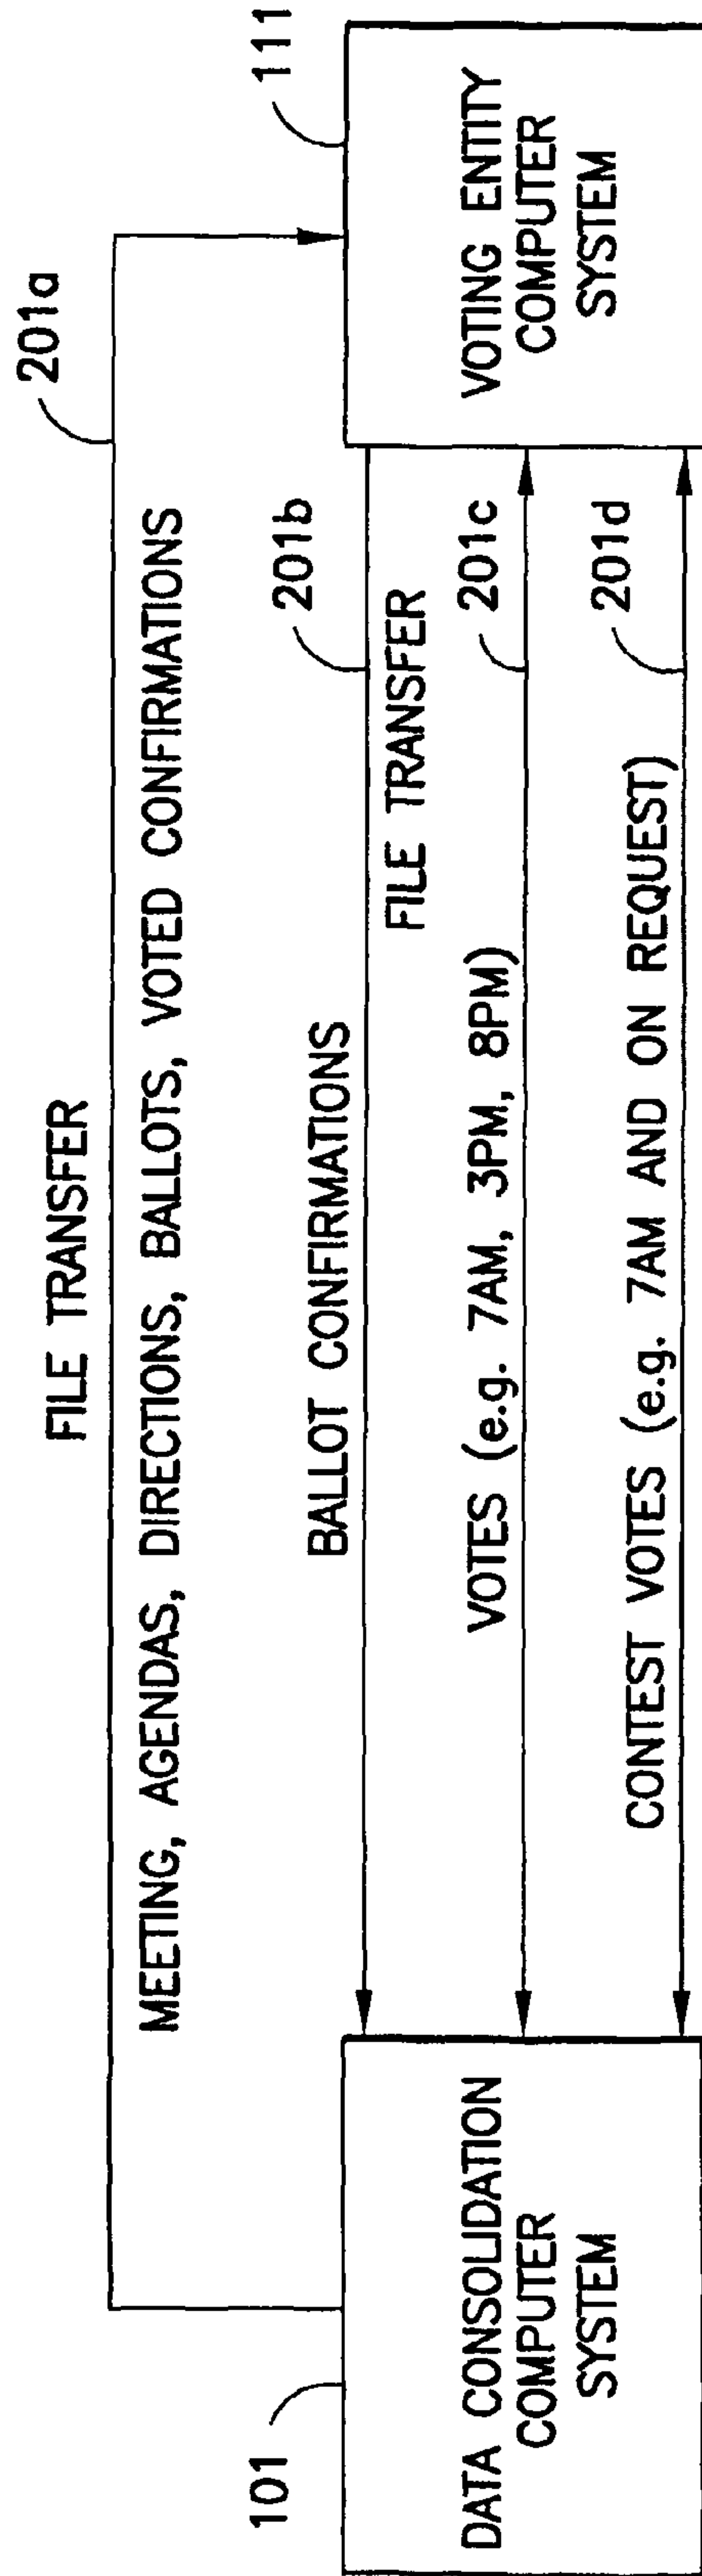 FILE TRANSFER
201a
MEETING, AGENDAS, DIRECTIONS, BALLOTS, VOTED CONFIRMATIONS
101
DATA CONSOLIDATION
COMPUTER
SYSTEM
BALLOT CONFIRMATIONS
201b
FILE TRANSFER
VOTES (e.g. 7AM, 3PM, 8PM)
201c
CONTEST VOTES (e.g. 7AM AND ON REQUEST)
201d
111
VOTING ENTITY
COMPUTER
SYSTEM